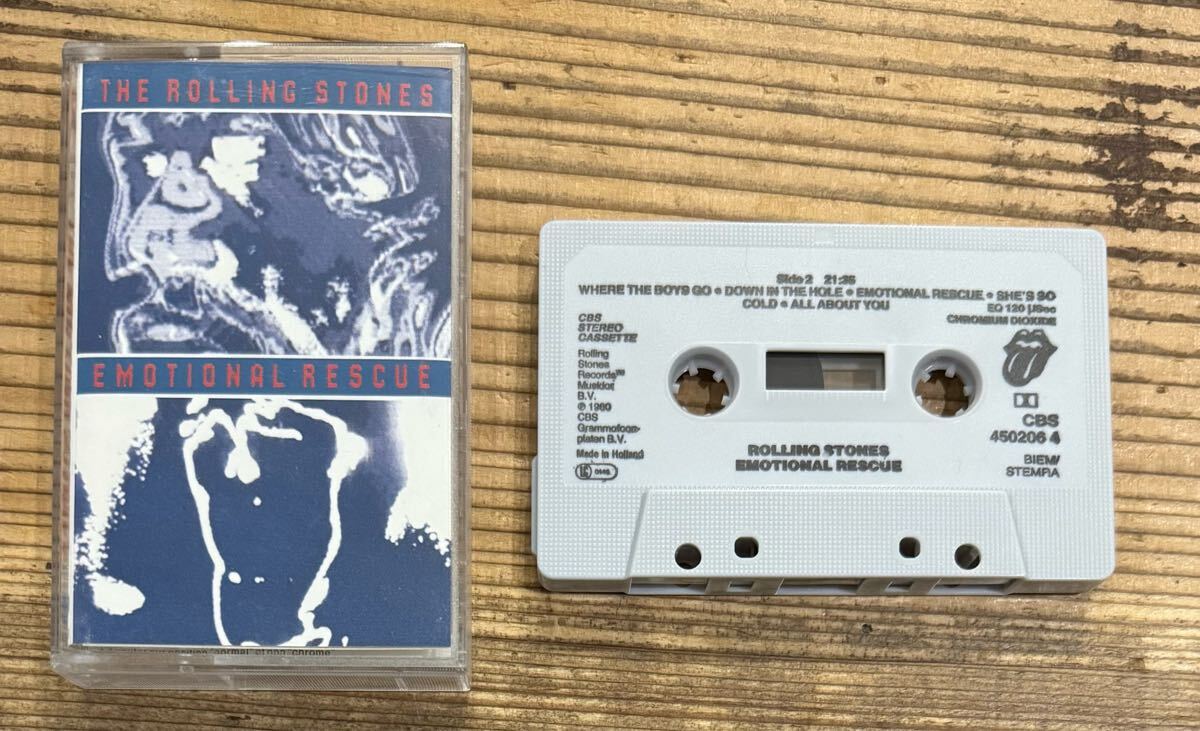 THE ROLLING STONES
EMOTIONAL RESCUE
Side 2 21:35
WHERE THE BOYS GO • DOWN IN THE HOLE • EMOTIONAL RESCUE • SHE'S SO
COLD • ALL ABOUT YOU
EQ 120 µSec
CHROMIUM DIOXIDE
CBS
STEREO
CASSETTE
Rolling
Stones
Records
Musidor
B.V.
℗ 1980
CBS
Grammofoon-
platen B.V.
Made in Holland
CBS
450206 4
BIEM/
STEMRA
ROLLING STONES
EMOTIONAL RESCUE